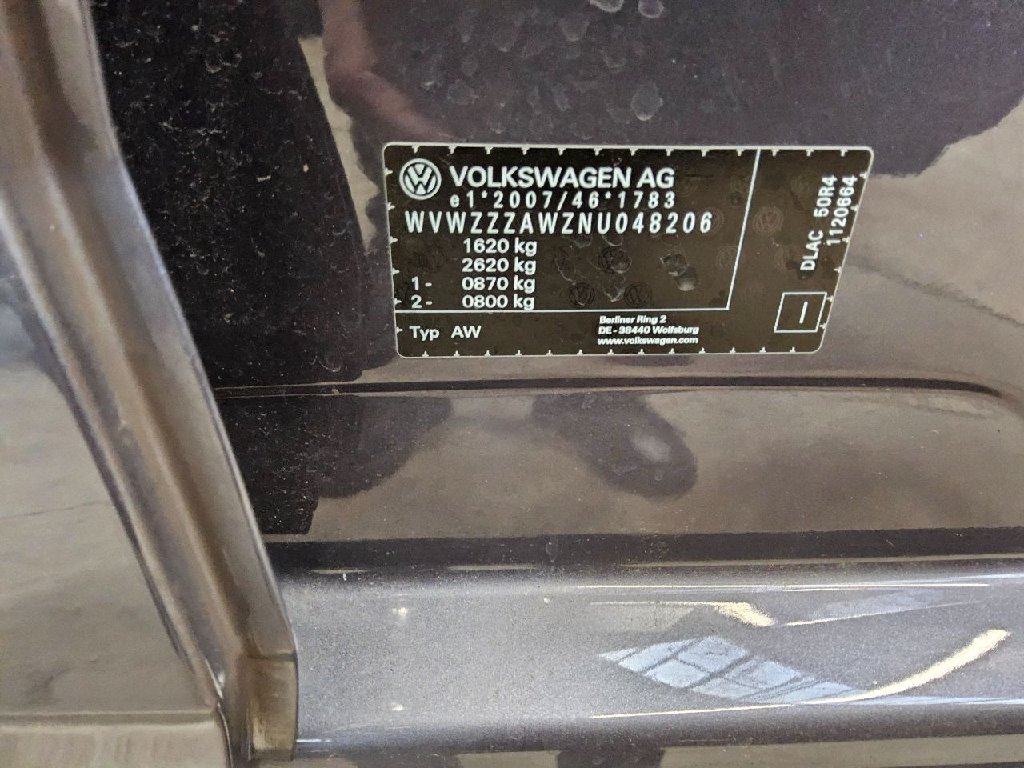 VOLKSWAGEN AG
e1*2007/46*1783
WVWZZZAWZNU048206
1620 kg
2620 kg
1- 0870 kg
2- 0800 kg
Typ AW
Berliner Ring 2
DE-38440 Wolfsburg
www.volkswagen.com
DLAC 50R4
1120664
I